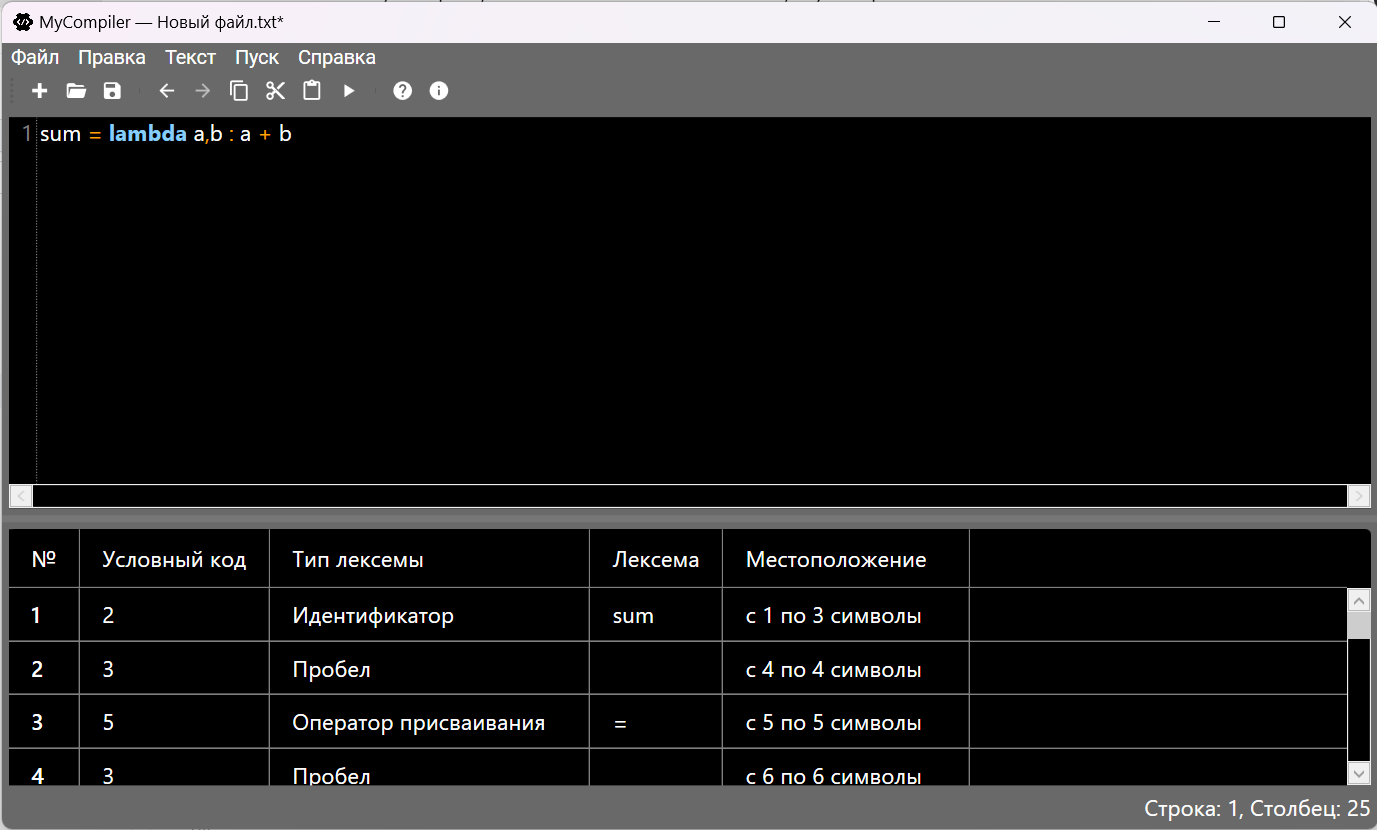 MyCompiler — Новый файл.txt*
Файл Правка Текст Пуск Справка
1 sum = lambda a,b : a + b
№ Условный код Тип лексемы Лексема Местоположение
1 2 Идентификатор sum с 1 по 3 символы
2 3 Пробел с 4 по 4 символы
3 5 Оператор присваивания = с 5 по 5 символы
4 3 Пробел с 6 по 6 символы
Строка: 1, Столбец: 25